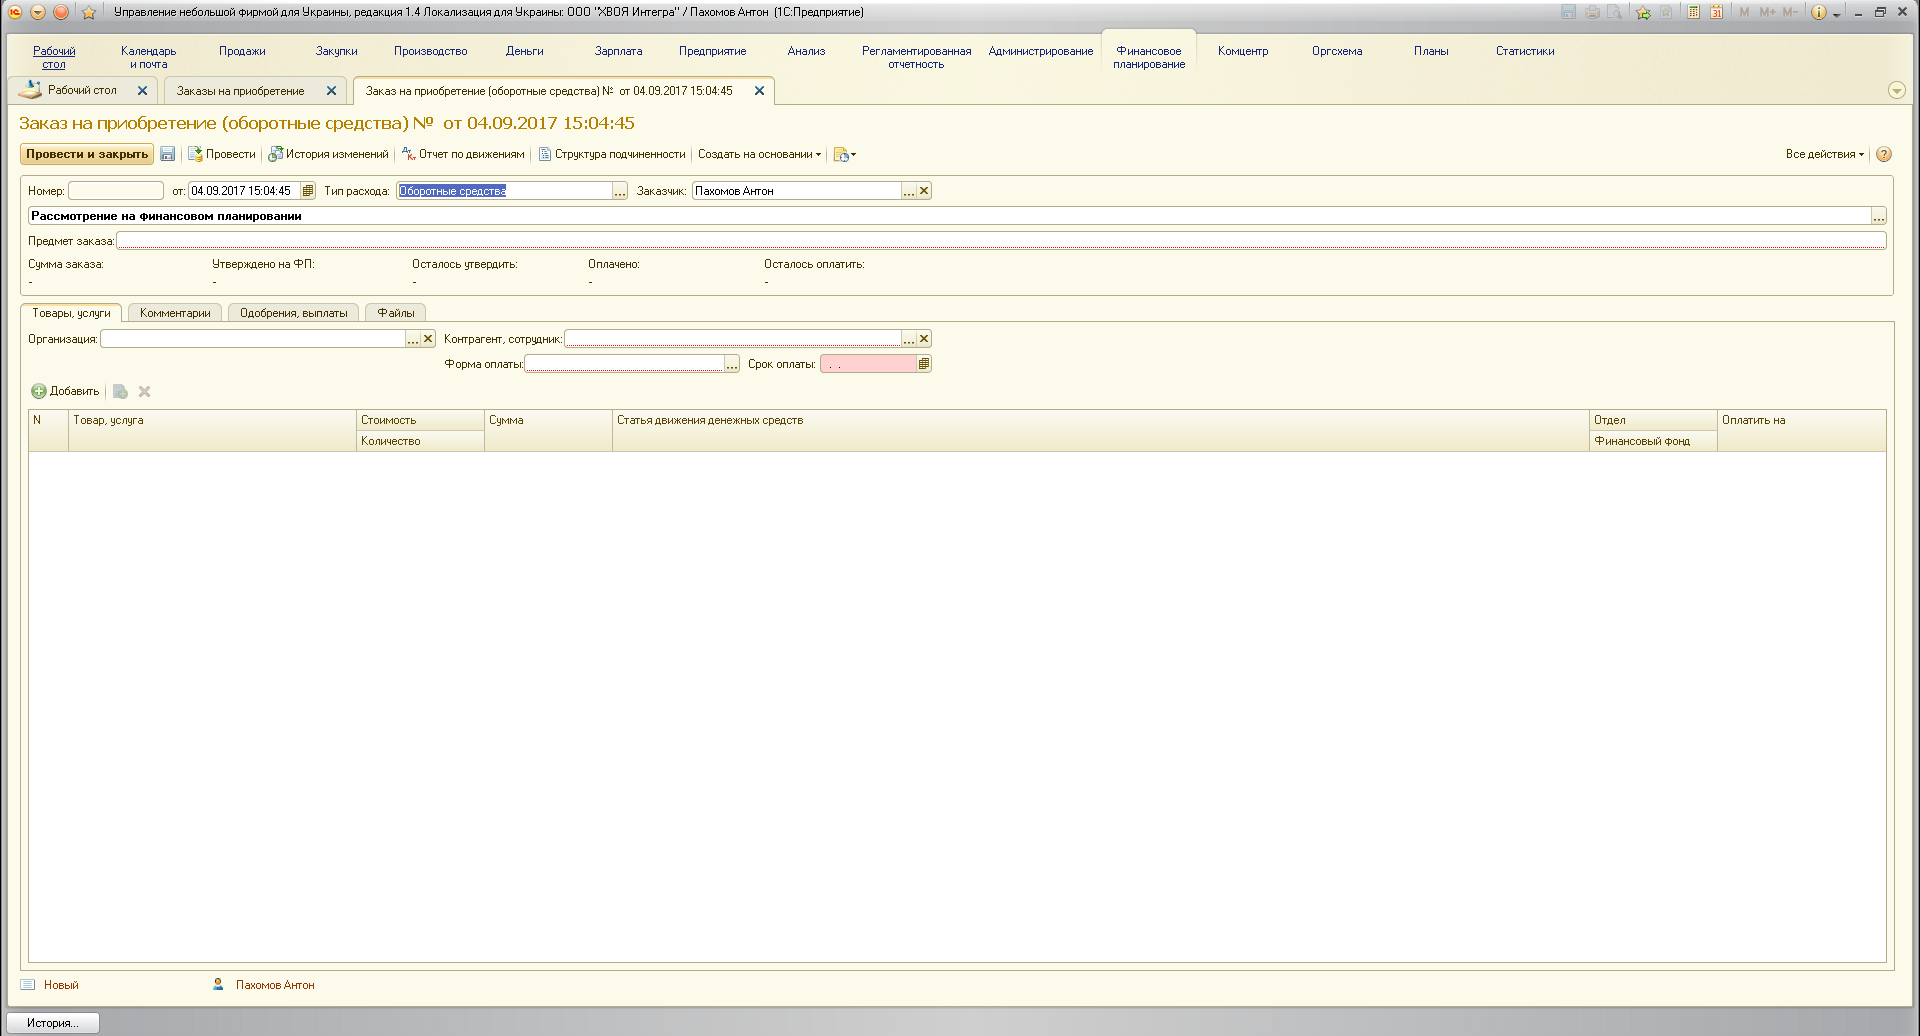 Управление небольшой фирмой для Украины, редакция 1.4 Локализация для Украины: ООО "ХВОЯ Интегра" / Пахомов Антон (1С:Предприятие)
M M+ M-
Рабочий стол
Календарь и почта
Продажи
Закупки
Производство
Деньги
Зарплата
Предприятие
Анализ
Регламентированная отчетность
Администрирование
Финансовое планирование
Комцентр
Оргсхема
Планы
Статистики
Рабочий стол
Заказы на приобретение
Заказ на приобретение (оборотные средства) № от 04.09.2017 15:04:45
Заказ на приобретение (оборотные средства) № от 04.09.2017 15:04:45
Провести и закрыть
Провести
История изменений
Отчет по движениям
Структура подчиненности
Создать на основании
Все действия
Номер:
от: 04.09.2017 15:04:45
Тип расхода: Оборотные средства ...
Заказчик: Пахомов Антон ...
Рассмотрение на финансовом планировании ...
Предмет заказа:
Сумма заказа: Утверждено на ФП: Осталось утвердить: Оплачено: Осталось оплатить:
- - - - -
Товары, услуги
Комментарии
Одобрения, выплаты
Файлы
Организация: ...
Контрагент, сотрудник: ...
Форма оплаты: ...
Срок оплаты: . .
Добавить
N Товар, услуга Стоимость Сумма Статья движения денежных средств Отдел Оплатить на
Количество Финансовый фонд
Новый
Пахомов Антон
История...